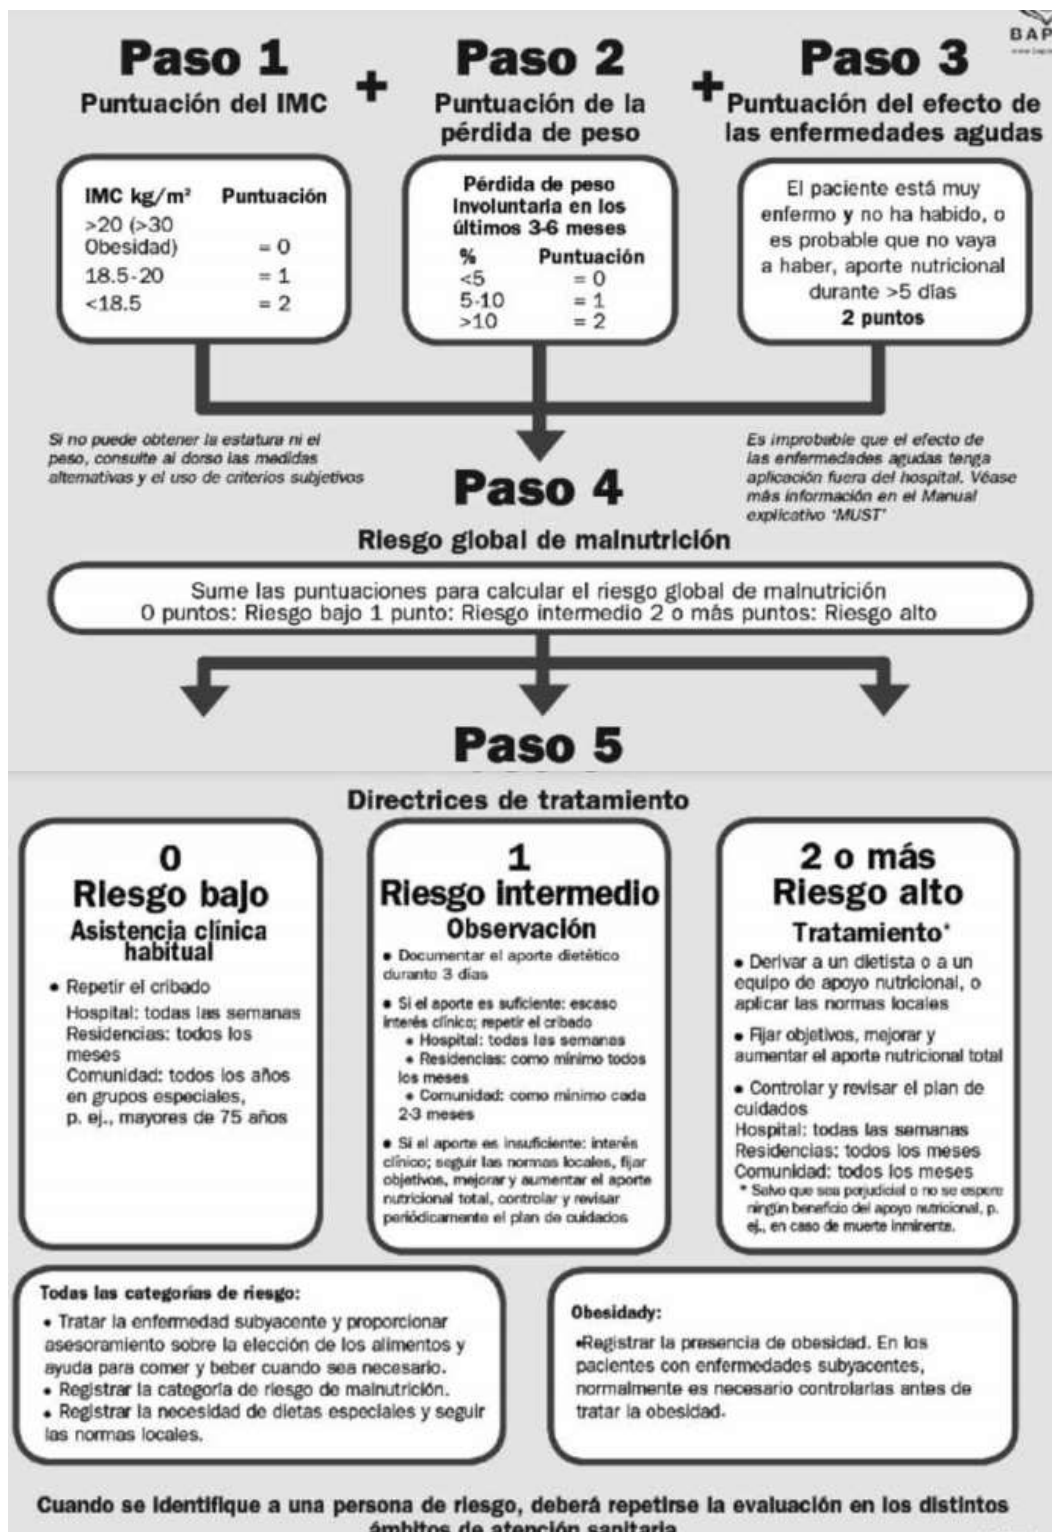 BAP
Paso 1
+
Paso 2
+
Paso 3
Puntuación del IMC
Puntuación de la
pérdida de peso
Puntuación del efecto de
las enfermedades agudas
IMC kg/m² Puntuación
>20 (>30
Obesidad) = 0
18.5-20 = 1
<18.5 = 2
Pérdida de peso
involuntaria en los
últimos 3-6 meses
% Puntuación
<5 = 0
5-10 = 1
>10 = 2
El paciente está muy
enfermo y no ha habido, o
es probable que no vaya
a haber, aporte nutricional
durante >5 días
2 puntos
Si no puede obtener la estatura ni el
peso, consulte al dorso las medidas
alternativas y el uso de criterios subjetivos
Es improbable que el efecto de
las enfermedades agudas tenga
aplicación fuera del hospital. Véase
más información en el Manual
explicativo 'MUST'
Paso 4
Riesgo global de malnutrición
Sume las puntuaciones para calcular el riesgo global de malnutrición
0 puntos: Riesgo bajo 1 punto: Riesgo intermedio 2 o más puntos: Riesgo alto
Paso 5
Directrices de tratamiento
0
Riesgo bajo
Asistencia clínica
habitual
• Repetir el cribado
Hospital: todas las semanas
Residencias: todos los
meses
Comunidad: todos los años
en grupos especiales,
p. ej., mayores de 75 años
1
Riesgo intermedio
Observación
• Documentar el aporte dietético
durante 3 días
• Si el aporte es suficiente: escaso
interés clínico; repetir el cribado
• Hospital: todas las semanas
• Residencias: como mínimo todos
los meses
• Comunidad: como mínimo cada
2-3 meses
• Si el aporte es insuficiente: interés
clínico; seguir las normas locales, fijar
objetivos, mejorar y aumentar el aporte
nutricional total, controlar y revisar
periódicamente el plan de cuidados
2 o más
Riesgo alto
Tratamiento*
• Derivar a un dietista o a un
equipo de apoyo nutricional, o
aplicar las normas locales
• Fijar objetivos, mejorar y
aumentar el aporte nutricional total
• Controlar y revisar el plan de
cuidados
Hospital: todas las semanas
Residencias: todos los meses
Comunidad: todos los meses
* Salvo que sea perjudicial o no se espere
ningún beneficio del apoyo nutricional, p.
ej., en caso de muerte inminente.
Todas las categorías de riesgo:
• Tratar la enfermedad subyacente y proporcionar
asesoramiento sobre la elección de los alimentos y
ayuda para comer y beber cuando sea necesario.
• Registrar la categoría de riesgo de malnutrición.
• Registrar la necesidad de dietas especiales y seguir
las normas locales.
Obesidady:
•Registrar la presencia de obesidad. En los
pacientes con enfermedades subyacentes,
normalmente es necesario controlarlas antes de
tratar la obesidad.
Cuando se identifique a una persona de riesgo, deberá repetirse la evaluación en los distintos
ámbitos de atención sanitaria